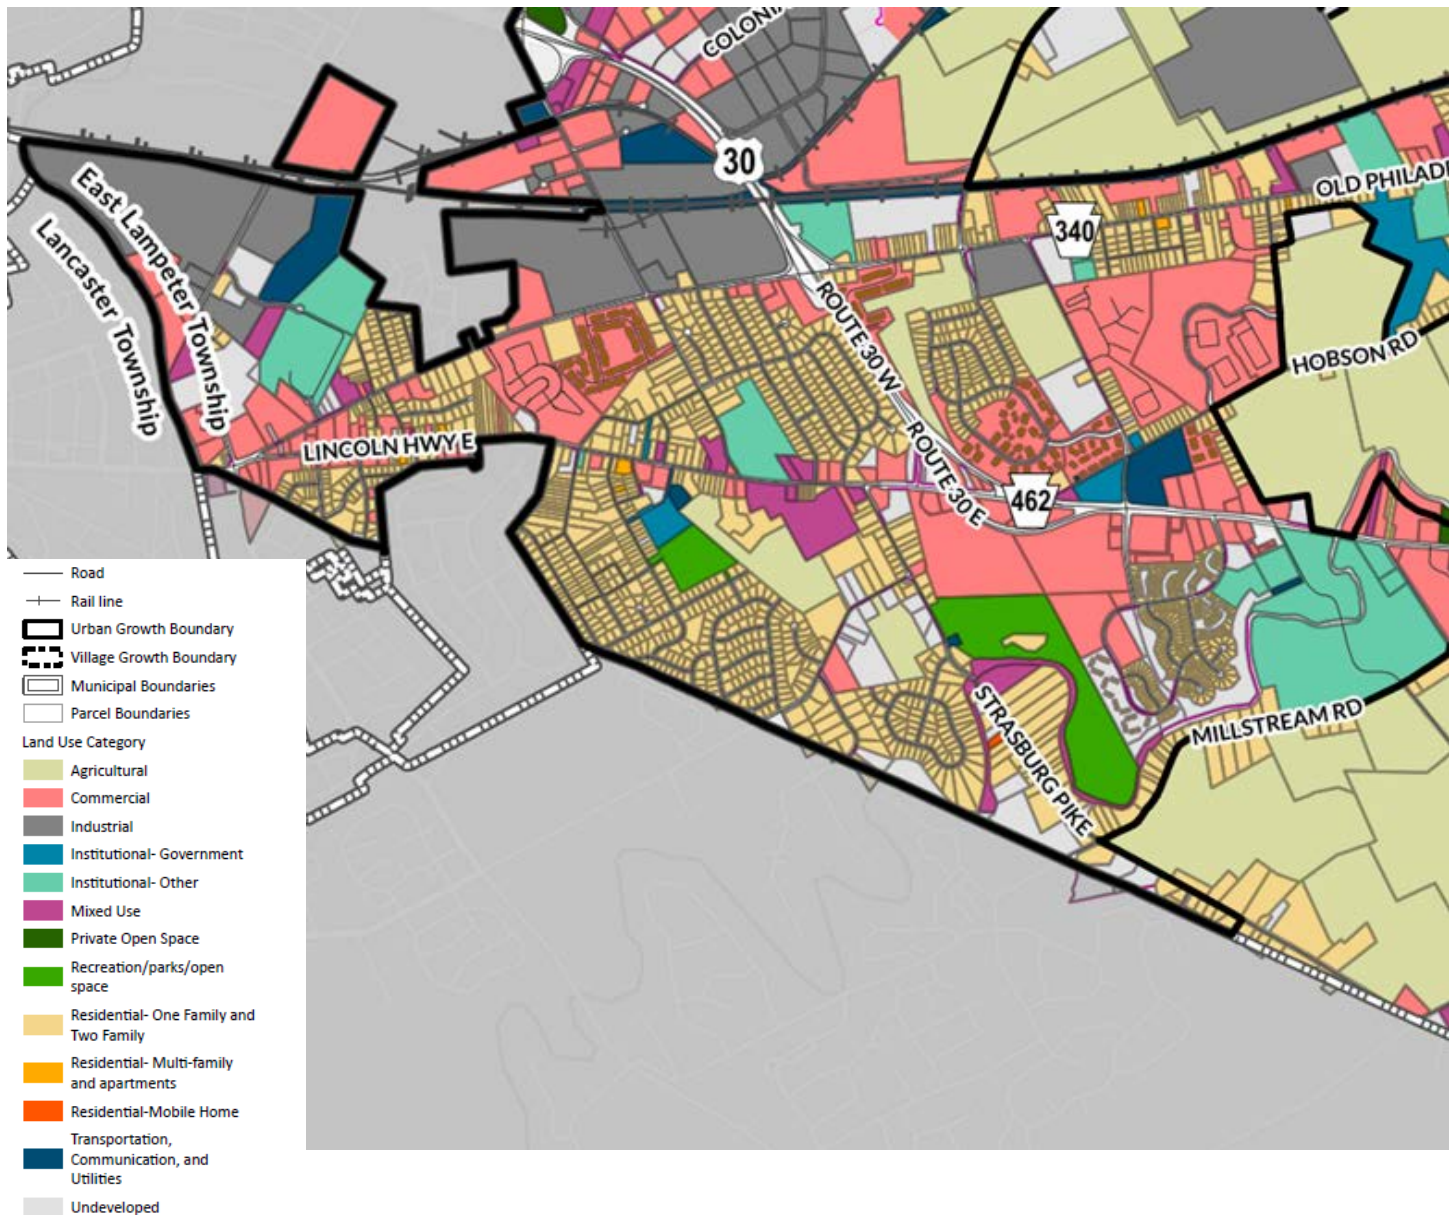 COLONIA
30
OLD PHILADE
340
East Lampeter Township
Lancaster Township
ROUTE 30 W
HOBSON RD
LINCOLN HWY E
ROUTE 30 E
462
STRASBURG PIKE
MILLSTREAM RD
Road
Rail line
Urban Growth Boundary
Village Growth Boundary
Municipal Boundaries
Parcel Boundaries
Land Use Category
Agricultural
Commercial
Industrial
Institutional- Government
Institutional- Other
Mixed Use
Private Open Space
Recreation/parks/open
space
Residential- One Family and
Two Family
Residential- Multi-family
and apartments
Residential-Mobile Home
Transportation,
Communication, and
Utilities
Undeveloped